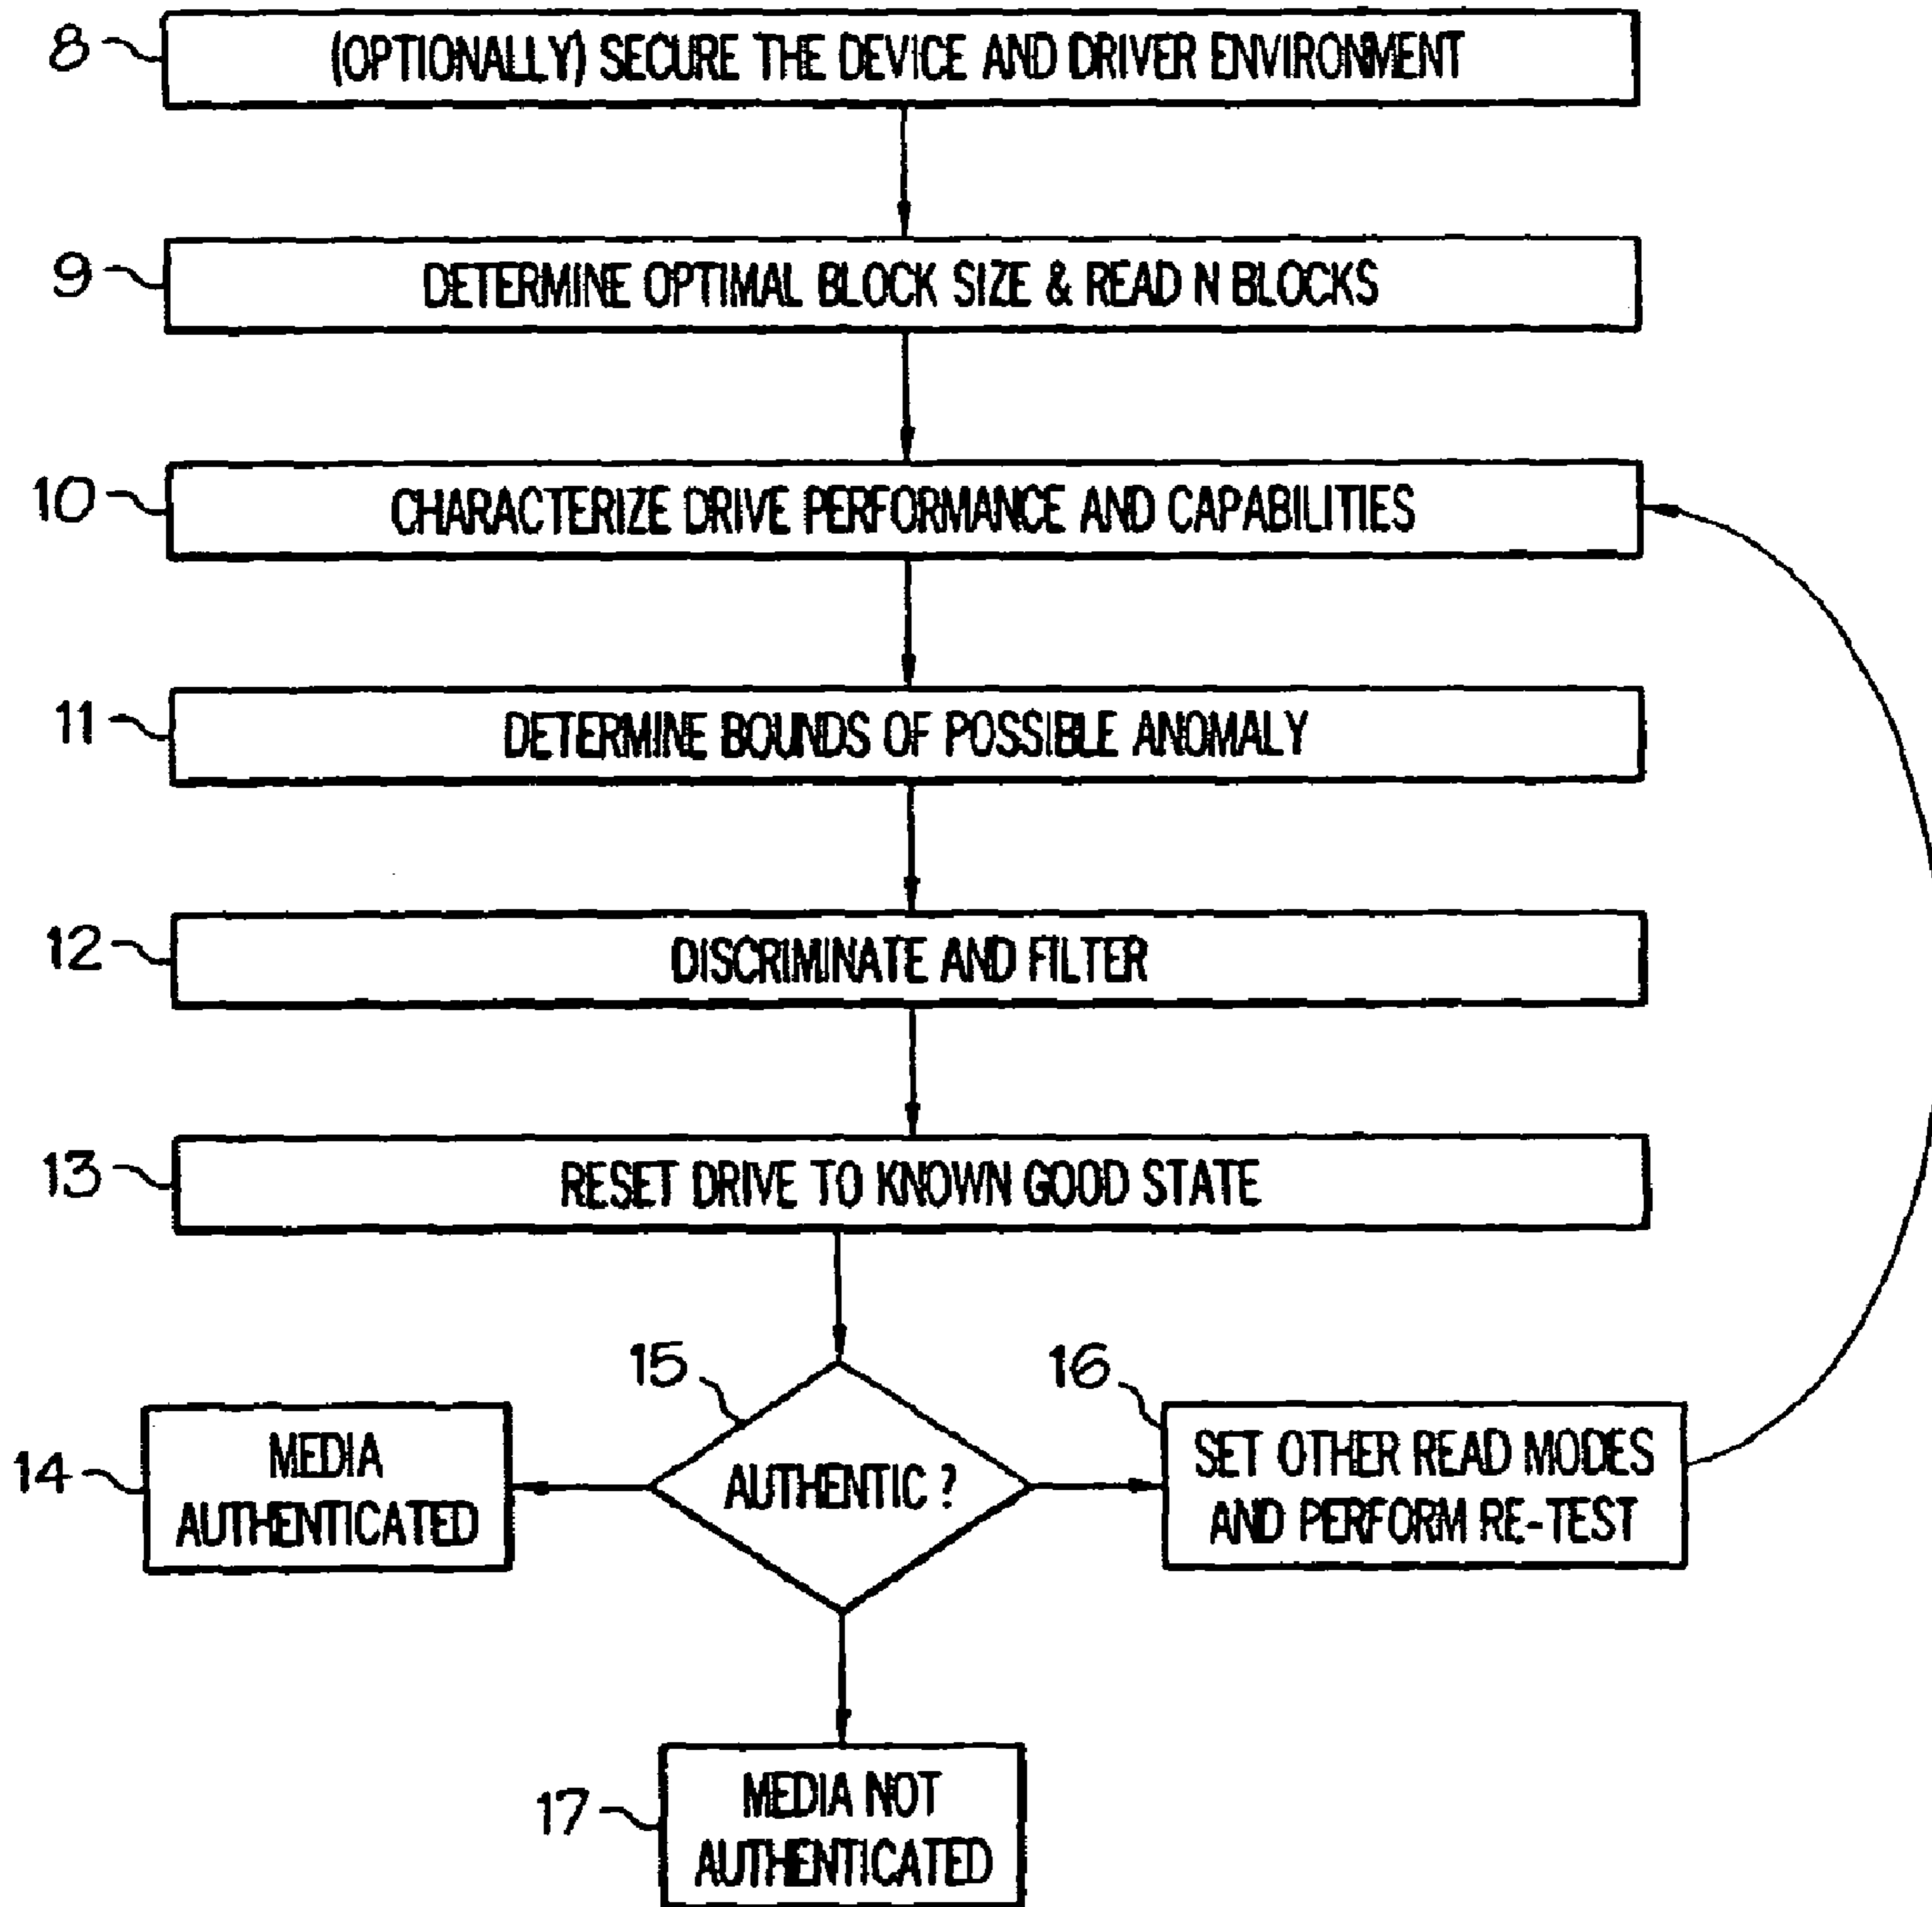 8
(OPTIONALLY) SECURE THE DEVICE AND DRIVER ENVIRONMENT
9
DETERMINE OPTIMAL BLOCK SIZE & READ N BLOCKS
10
CHARACTERIZE DRIVE PERFORMANCE AND CAPABILITIES
11
DETERMINE BOUNDS OF POSSIBLE ANOMALY
12
DISCRIMINATE AND FILTER
13
RESET DRIVE TO KNOWN GOOD STATE
14
MEDIA
AUTHENTICATED
15
AUTHENTIC ?
16
SET OTHER READ MODES
AND PERFORM RE-TEST
17
MEDIA NOT
AUTHENTICATED